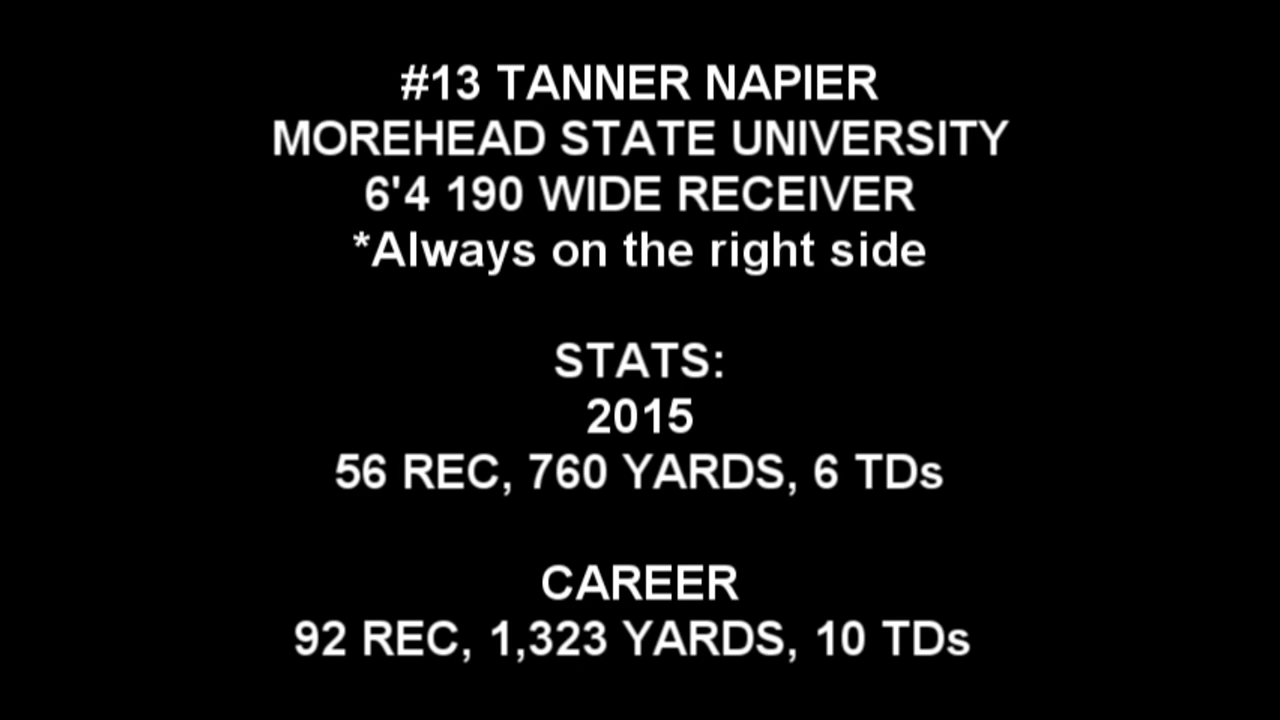 #13 TANNER NAPIER
MOREHEAD STATE UNIVERSITY
6'4 190 WIDE RECEIVER
*Always on the right side
STATS:
2015
56 REC, 760 YARDS, 6 TDs
CAREER
92 REC, 1,323 YARDS, 10 TDs